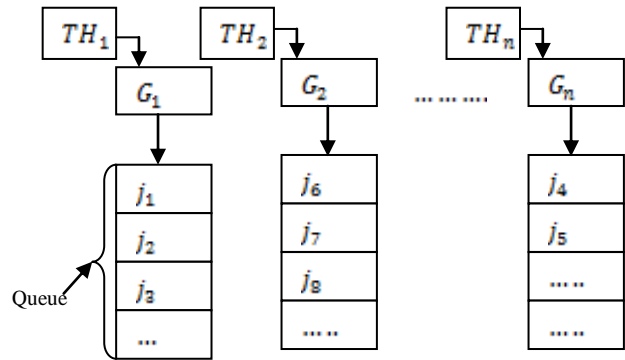 TH₁ TH₂ THₙ
G₁ G₂ ………. Gₙ
j₁ j₆ j₄
j₂ j₇ j₅
j₃ j₈ …..
Queue
... ….. …..